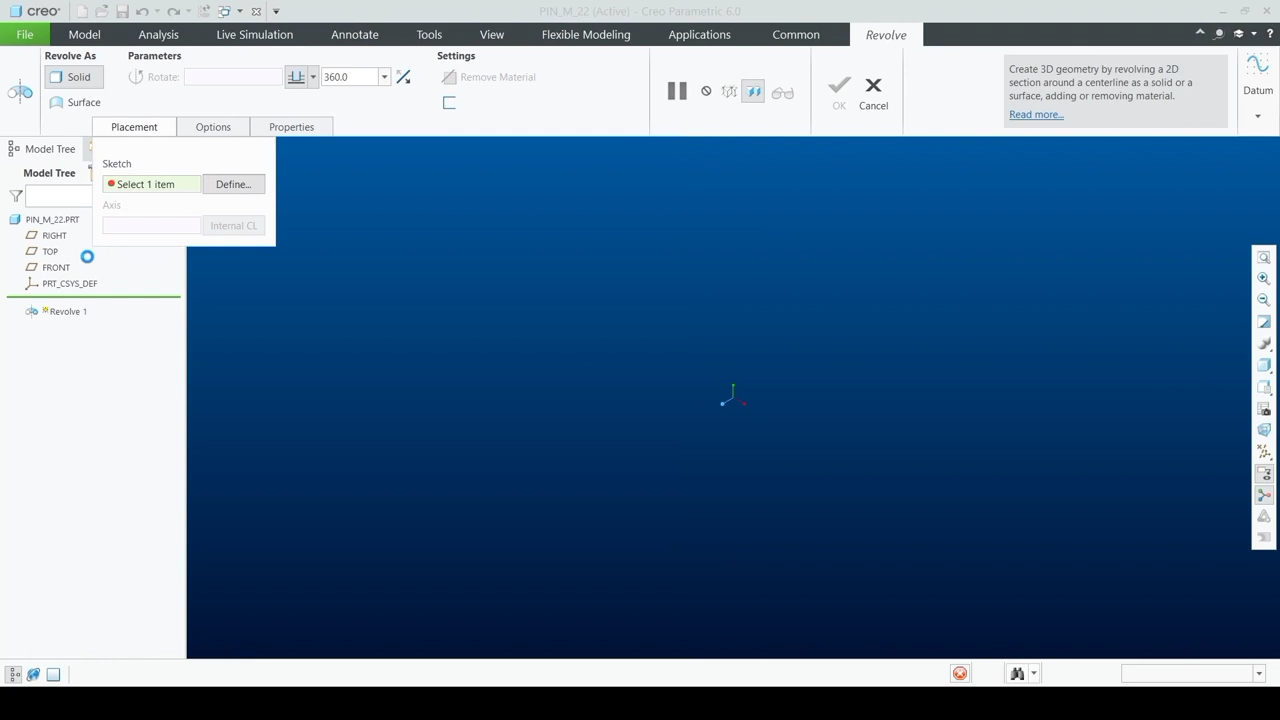 creo
PIN_M_22 (Active) - Creo Parametric 6.0
File Model Analysis Live Simulation Annotate Tools View Flexible Modeling Applications Common Revolve
Revolve As Parameters Settings
Solid Rotate: 360.0 Remove Material
Surface
OK Cancel
Create 3D geometry by revolving a 2D
section around a centerline as a solid or a
surface, adding or removing material.
Read more...
Datum
Placement Options Properties
Model Tree
Model Tree
Sketch
Select 1 item Define...
Axis
Internal CL
PIN_M_22.PRT
RIGHT
TOP
FRONT
PRT_CSYS_DEF
Revolve 1